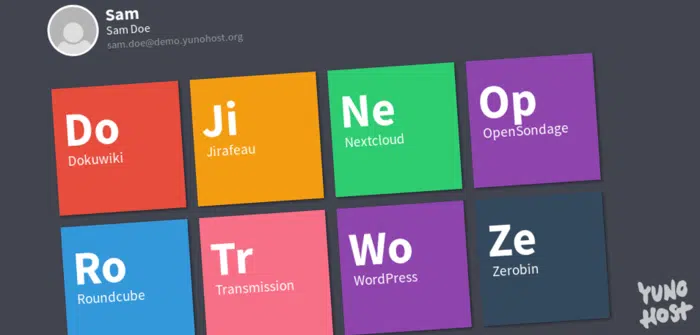 Sam
Sam Doe
sam.doe@demo.yunohost.org
Do
Dokuwiki
Ji
Jirafeau
Ne
Nextcloud
Op
OpenSondage
Ro
Roundcube
Tr
Transmission
Wo
WordPress
Ze
Zerobin
YUNO
HOST